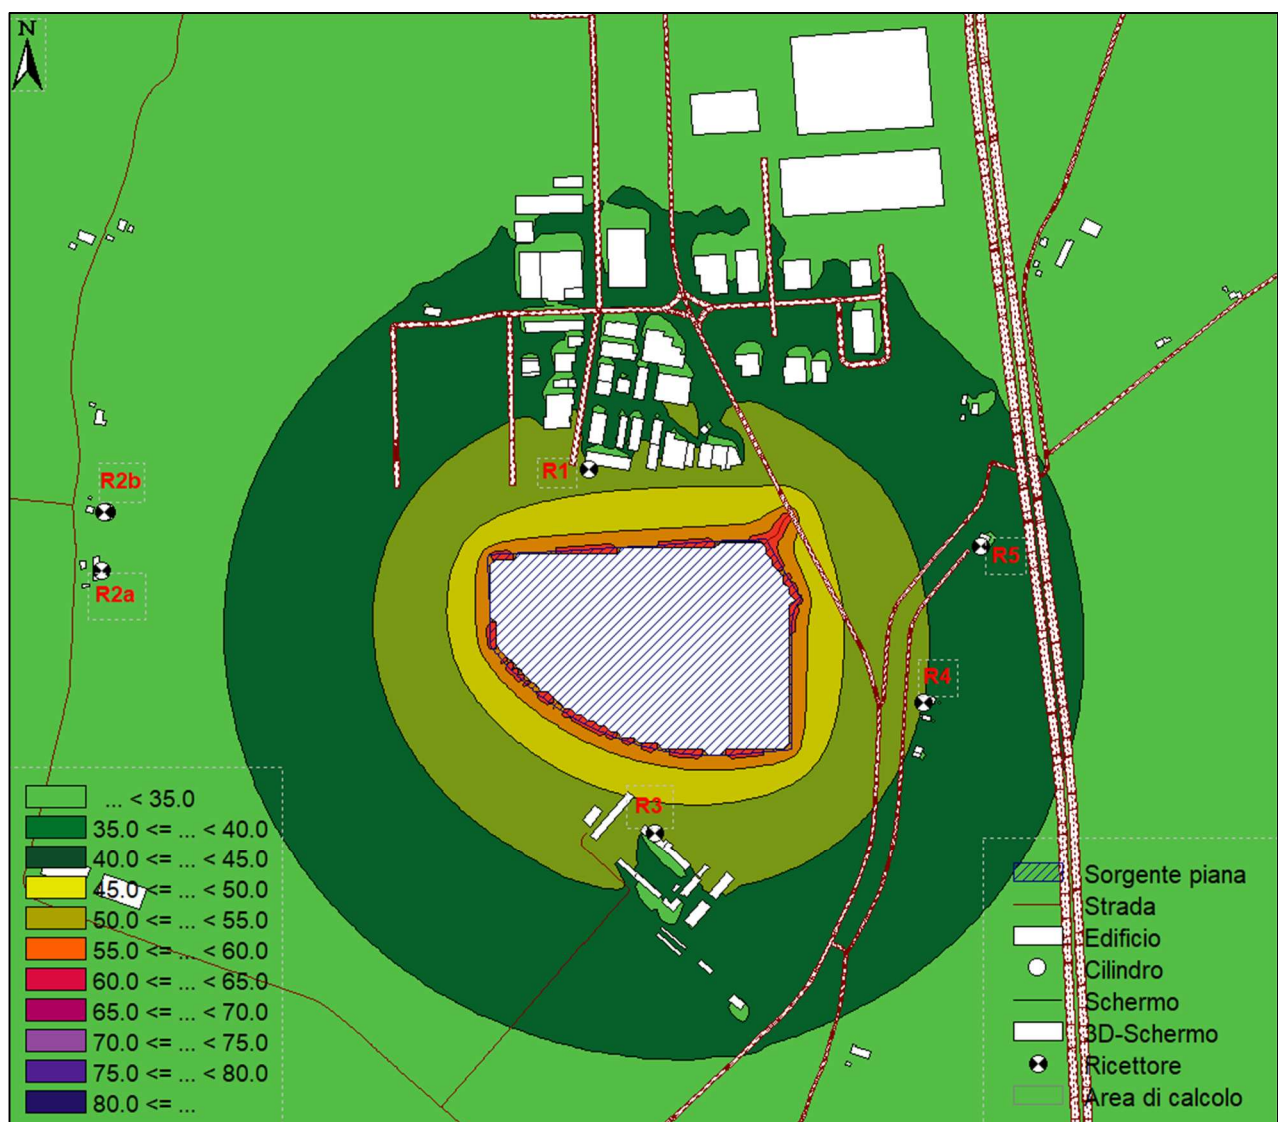 N
R1
R2b
R2a
R5
R4
R3
... < 35.0
35.0 <= ... < 40.0
40.0 <= ... < 45.0
45.0 <= ... < 50.0
50.0 <= ... < 55.0
55.0 <= ... < 60.0
60.0 <= ... < 65.0
65.0 <= ... < 70.0
70.0 <= ... < 75.0
75.0 <= ... < 80.0
80.0 <= ...
Sorgente piana
Strada
Edificio
Cilindro
Schermo
3D-Schermo
Ricettore
Area di calcolo